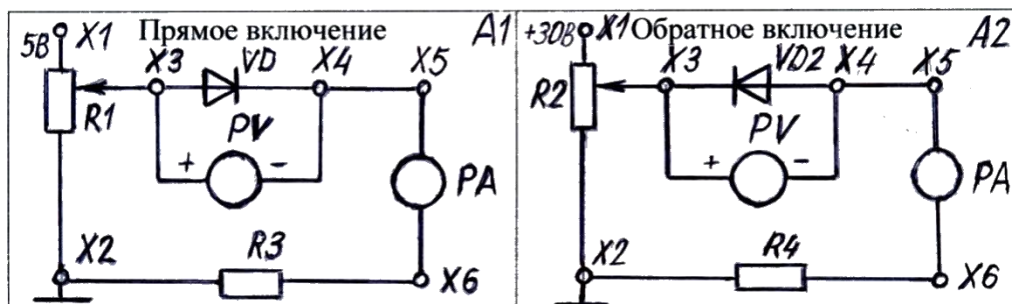 Прямое включение A1
5В X1
X3 VD X4 X5
R1
PV
+ -
PA
X2 R3 X6
Обратное включение A2
+30В X1
X3 VD2 X4 X5
R2
PV
+ -
PA
X2 R4 X6